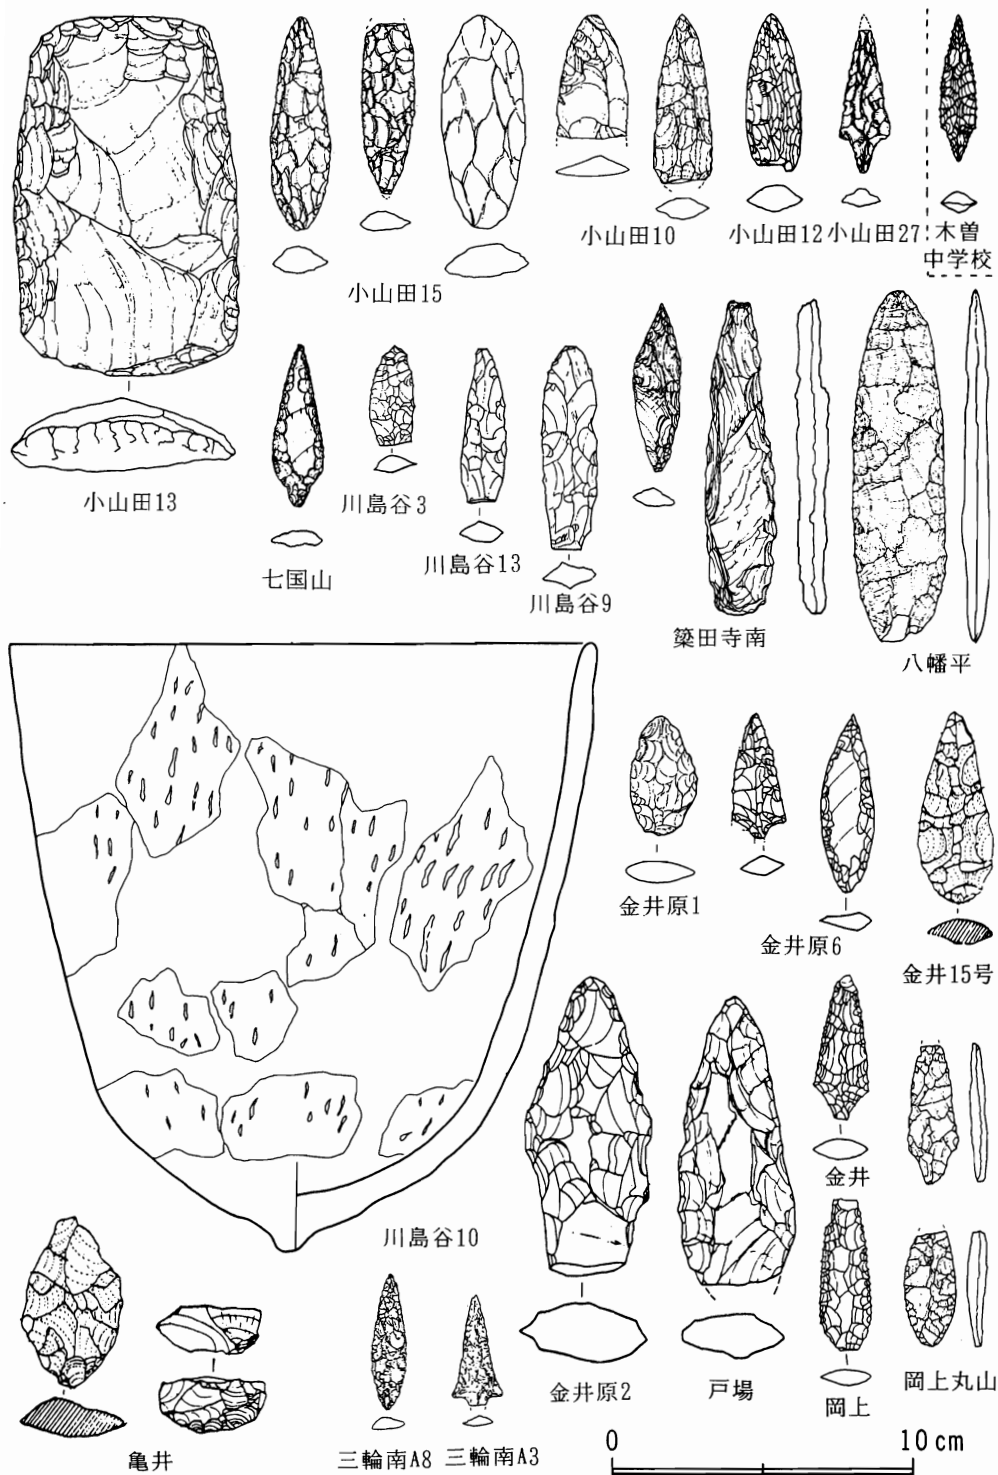 小山田10
小山田12
小山田27
木曽
中学校
小山田15
小山田13
川島谷3
川島谷13
七国山
川島谷9
簗田寺南
八幡平
金井原1
金井原6
金井15号
金井
川島谷10
金井原2
戸場
岡上
岡上丸山
亀井
三輪南A8
三輪南A3
0
10cm